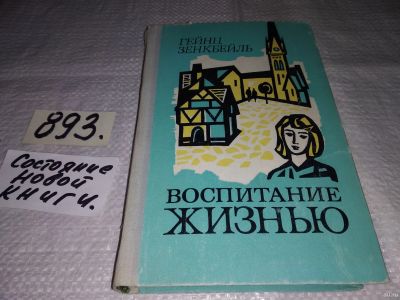 ГЕЙНЦ
ЗЕНКБЕЙЛЬ
ВОСПИТАНИЕ
ЖИЗНЬЮ
893.
Состояние
новой
книги.